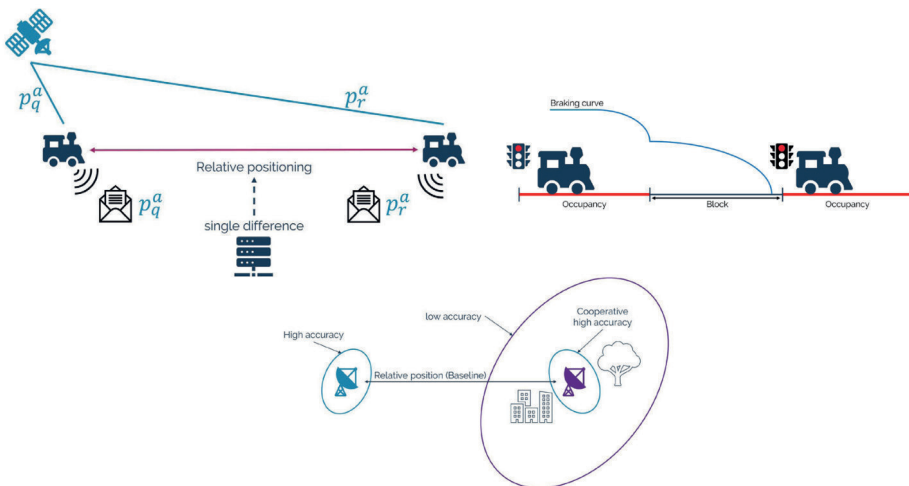 p_q^a
p_r^a
Relative positioning
p_q^a
p_r^a
single difference
Braking curve
Occupancy
Block
Occupancy
low accuracy
Cooperative
high accuracy
High accuracy
Relative position (Baseline)